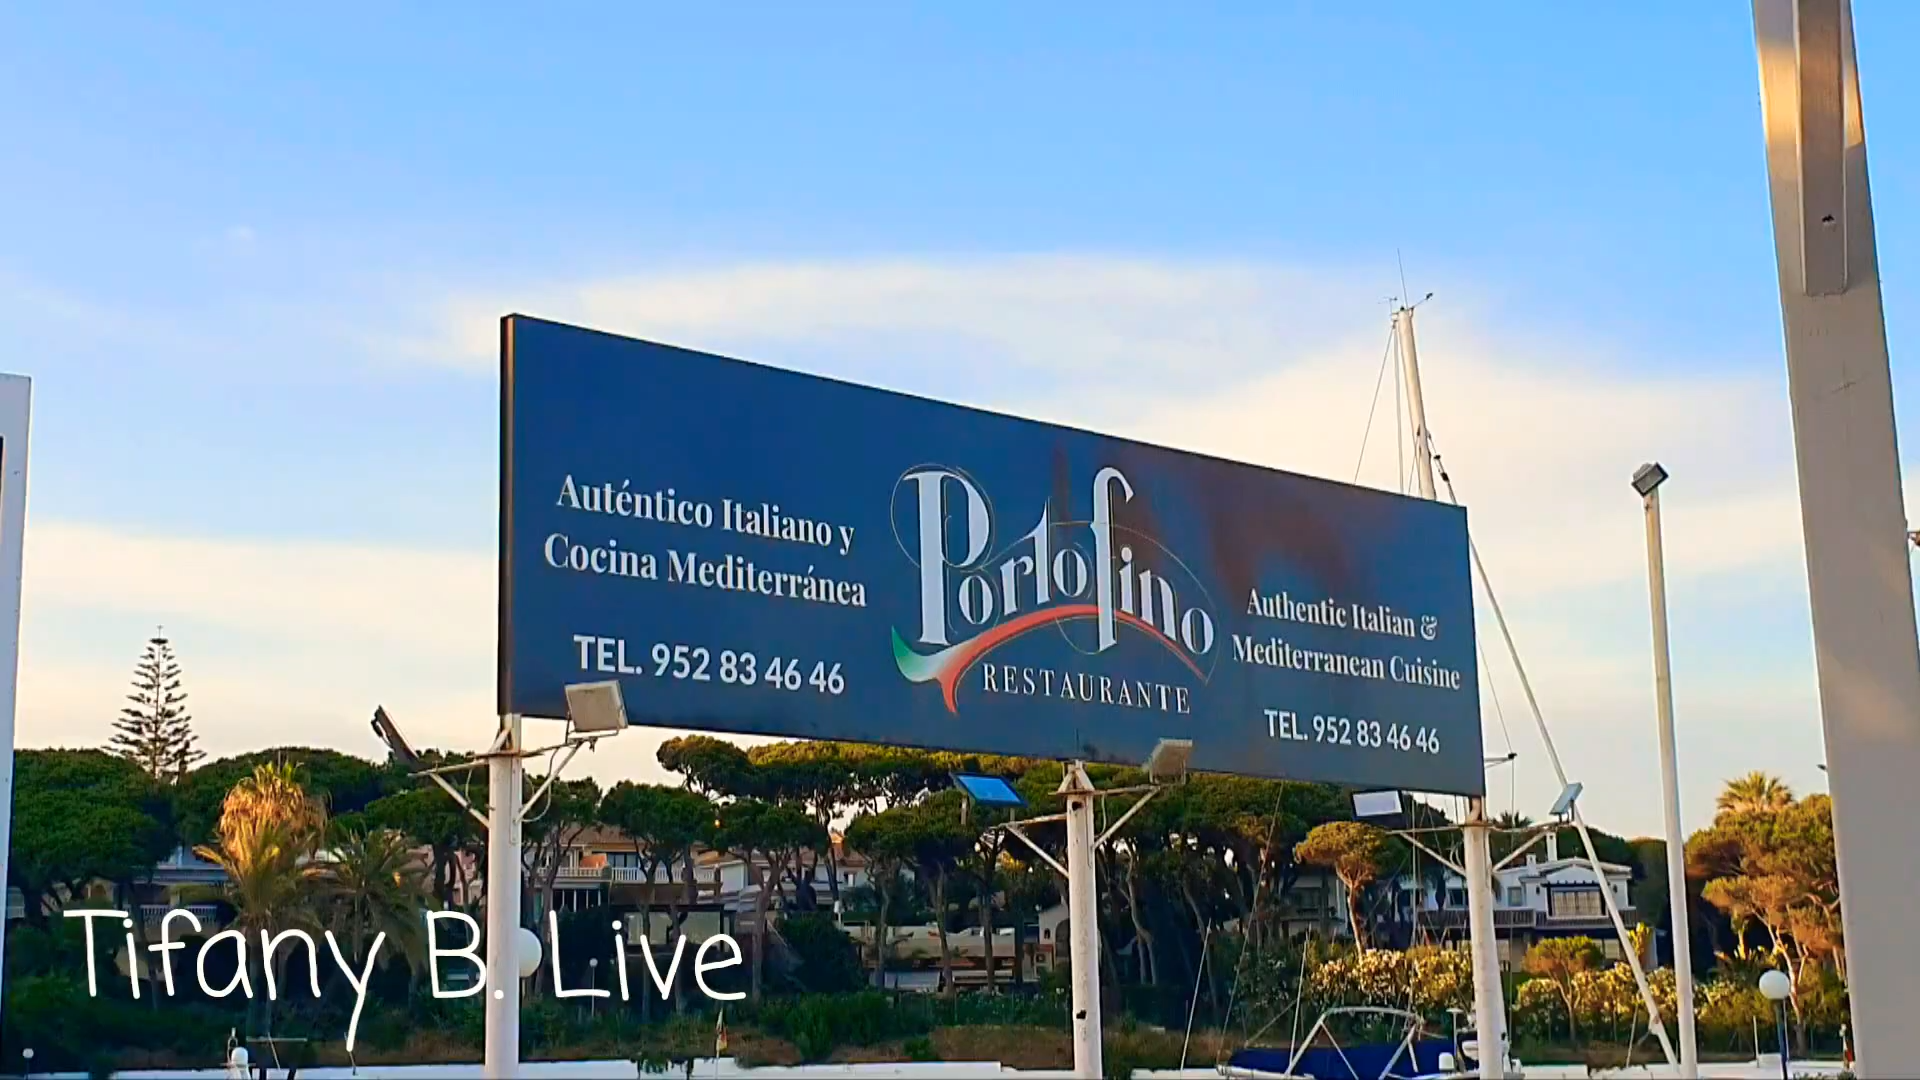 Auténtico Italiano y
Cocina Mediterránea
TEL. 952 83 46 46
Portofino
RESTAURANTE
Authentic Italian &
Mediterranean Cuisine
TEL. 952 83 46 46
Tifany B. Live